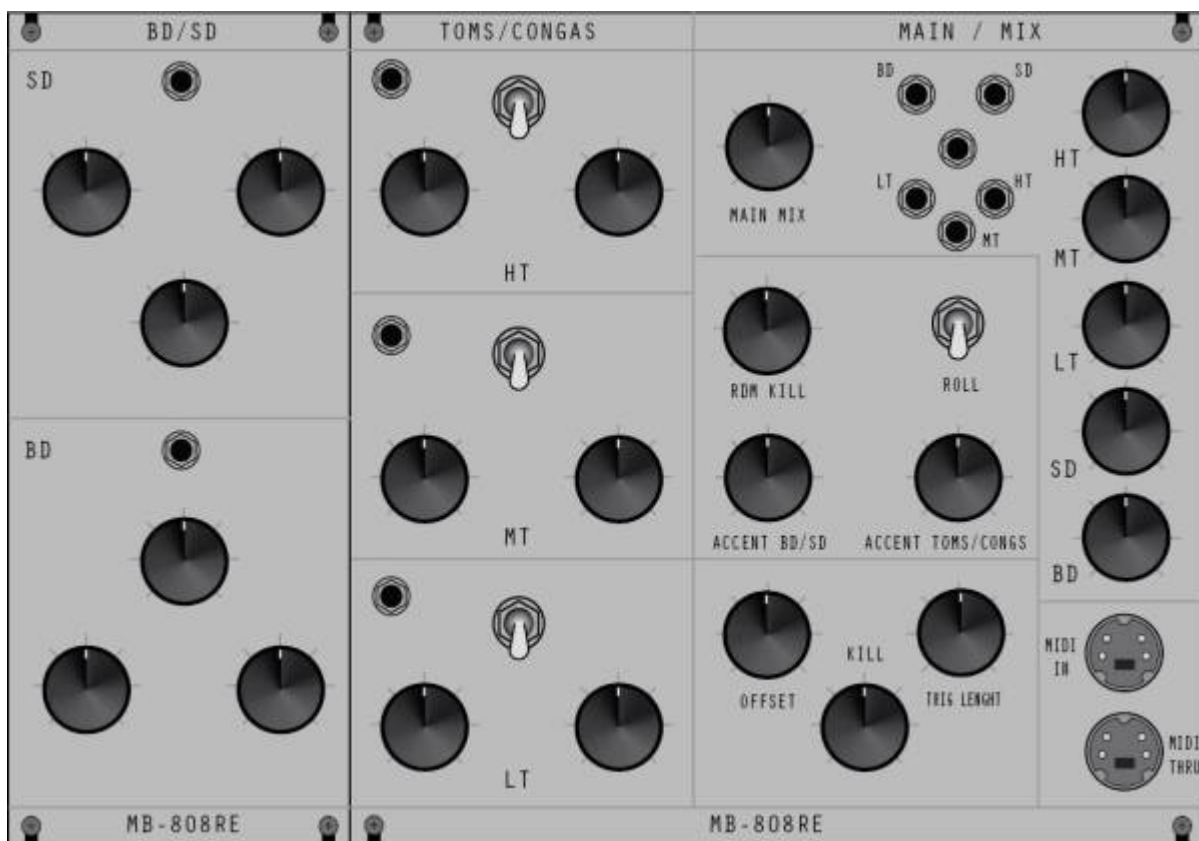 BD/SD
TOMS/CONGAS
MAIN / MIX
SD
BD
SD
HT
MAIN MIX
LT
HT
MT
HT
MT
RDM KILL
ROLL
LT
BD
MT
ACCENT BD/SD
ACCENT TOMS/CONGS
SD
BD
OFFSET
KILL
TRIG LENGHT
MIDI
IN
LT
MIDI
THRU
MB-808RE
MB-808RE